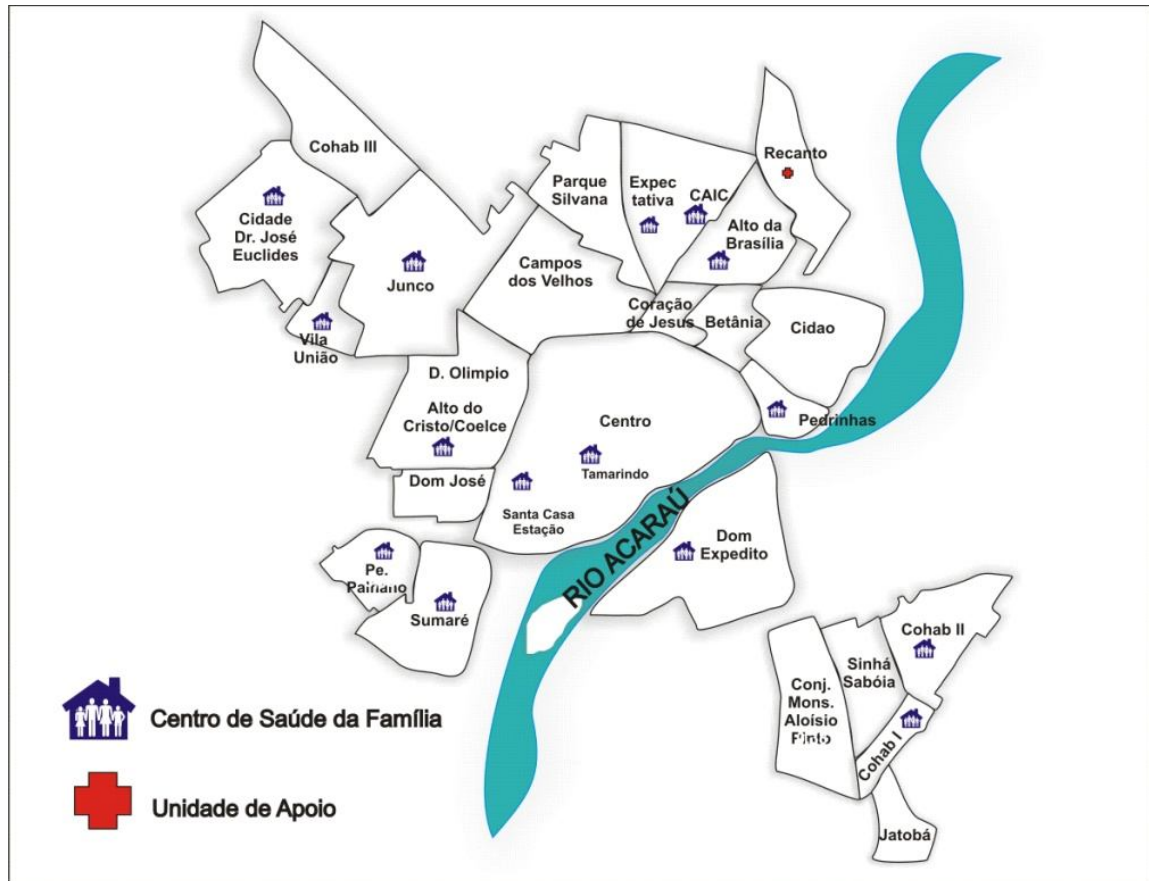 Cohab III
Recanto
Parque
Silvana
Expec
tativa
CAIC
Alto da
Brasília
Cidade
Dr. José
Euclides
Junco
Campos
dos Velhos
Coração
de Jesus
Betânia
Cidao
Vila
União
D. Olimpio
Alto do
Cristo/Coelce
Centro
Pedrinhas
Tamarindo
Dom José
Santa Casa
Estação
RIO ACARAÚ
Dom
Expedito
Pe.
Sumaré
Cohab II
Sinhá
Sabóia
Conj.
Mons.
Aloísio
Pinto
Cohab I
Jatobá
Centro de Saúde da Família
Unidade de Apoio